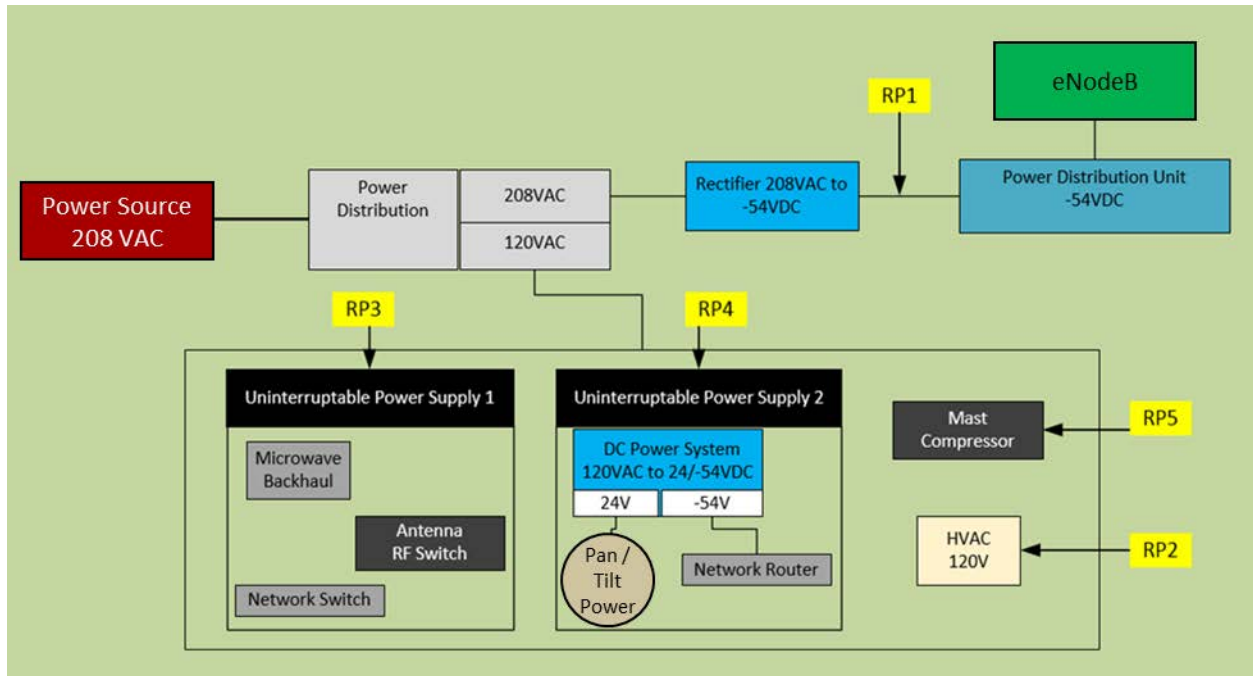 eNodeB
RP1
Power Source
208 VAC
Power
Distribution
208VAC
120VAC
Rectifier 208VAC to
-54VDC
Power Distribution Unit
-54VDC
RP3
RP4
Uninterruptable Power Supply 1
Microwave
Backhaul
Antenna
RF Switch
Network Switch
Uninterruptable Power Supply 2
DC Power System
120VAC to 24/-54VDC
24V
-54V
Pan /
Tilt
Power
Network Router
Mast
Compressor
RP5
HVAC
120V
RP2